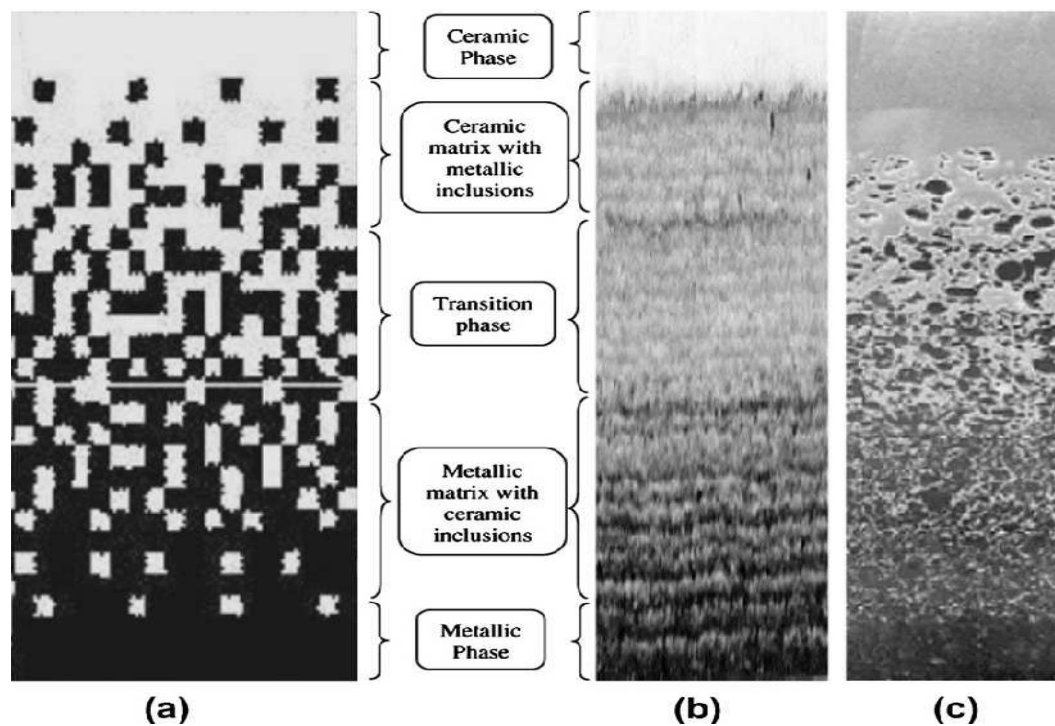 Ceramic
Phase
Ceramic
matrix with
metallic
inclusions
Transition
phase
Metallic
matrix with
ceramic
inclusions
Metallic
Phase
(a)
(b)
(c)